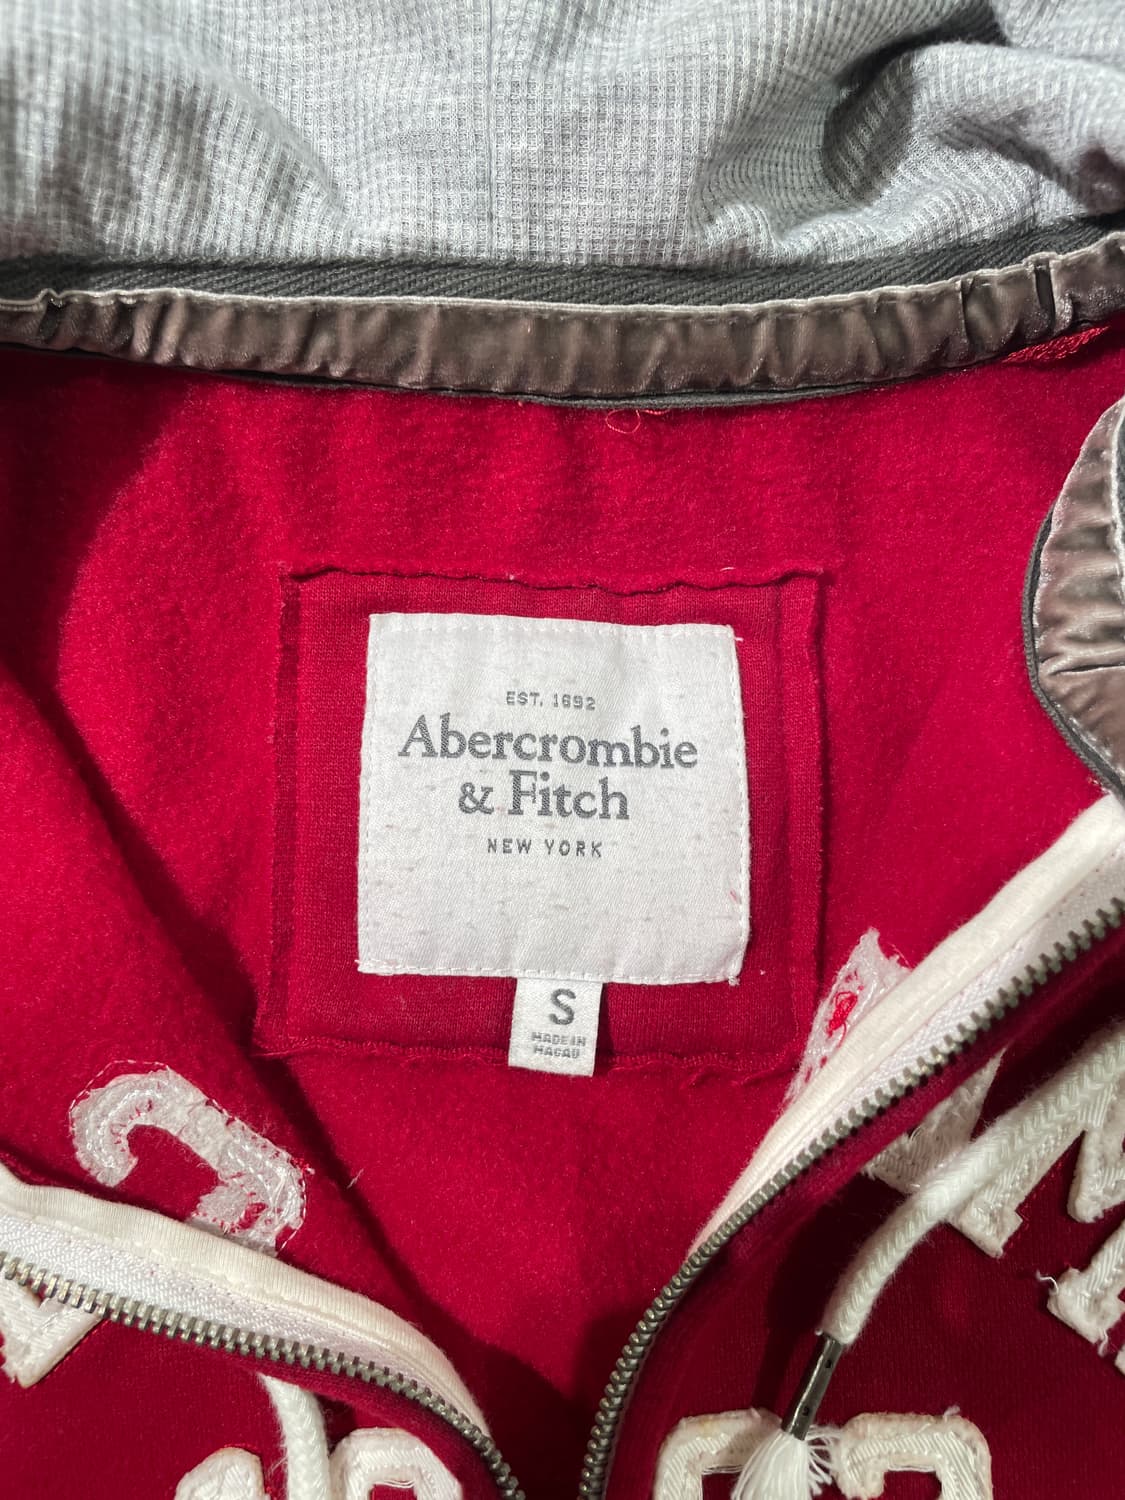 EST. 1892
Abercrombie
& Fitch
NEW YORK
S
MADE IN
MACAU